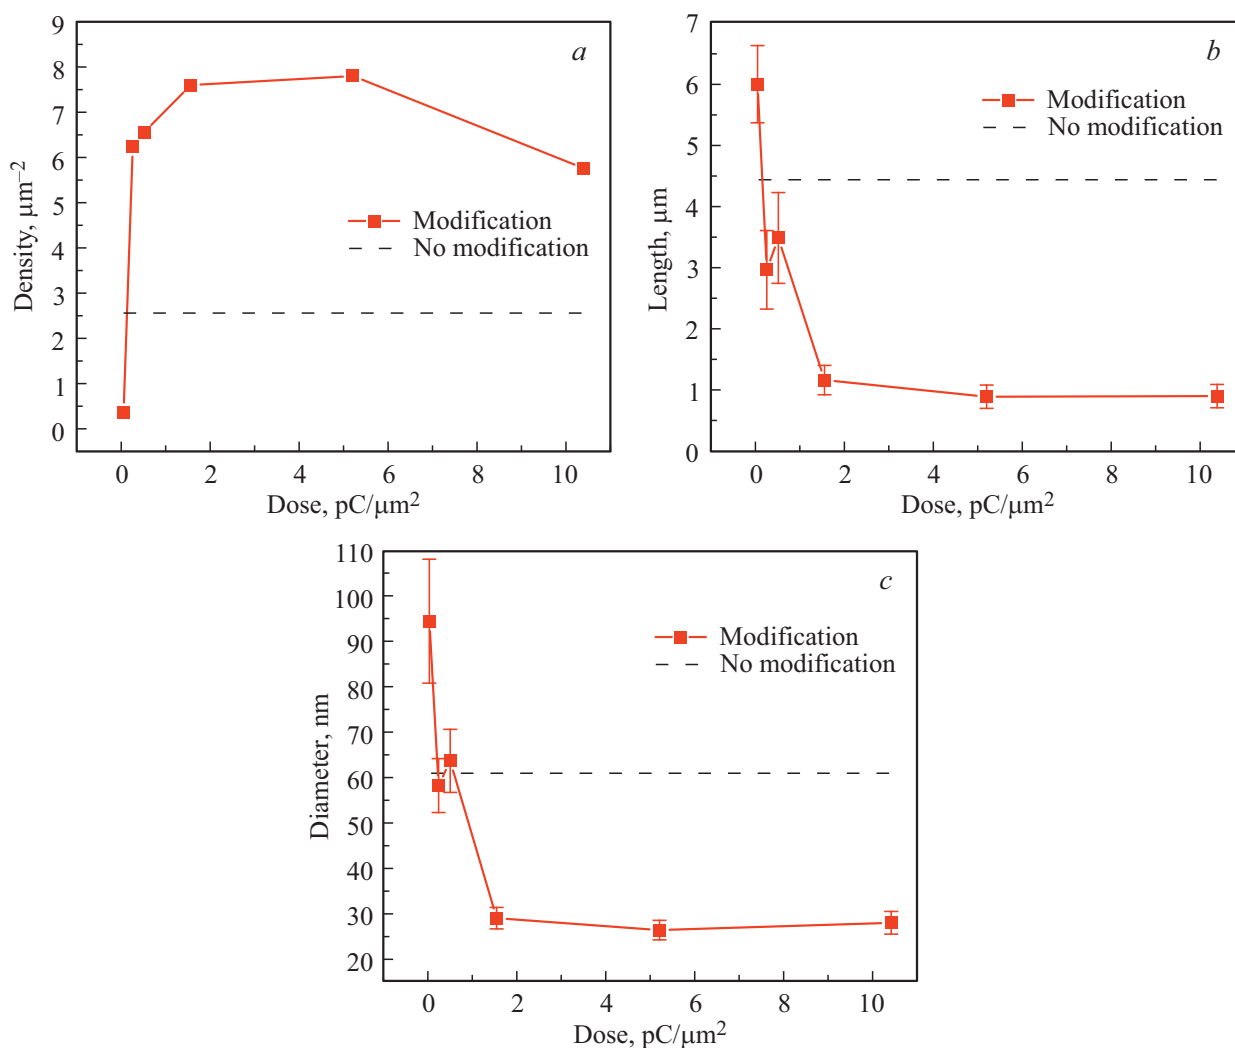 a
9
8
7
6
5
4
3
2
1
0
Density, μm⁻²
Modification
No modification
0 2 4 6 8 10
Dose, pC/μm²
b
7
6
5
4
3
2
1
0
Length, μm
Modification
No modification
0 2 4 6 8 10
Dose, pC/μm²
c
110
100
90
80
70
60
50
40
30
20
Diameter, nm
Modification
No modification
0 2 4 6 8 10
Dose, pC/μm²